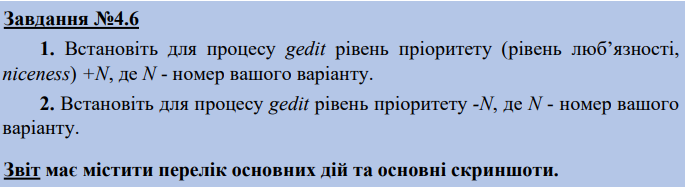 Завдання №4.6
1. Встановіть для процесу gedit рівень пріоритету (рівень люб’язності,
niceness) +N, де N - номер вашого варіанту.
2. Встановіть для процесу gedit рівень пріоритету -N, де N - номер вашого
варіанту.
Звіт має містити перелік основних дій та основні скриншоти.